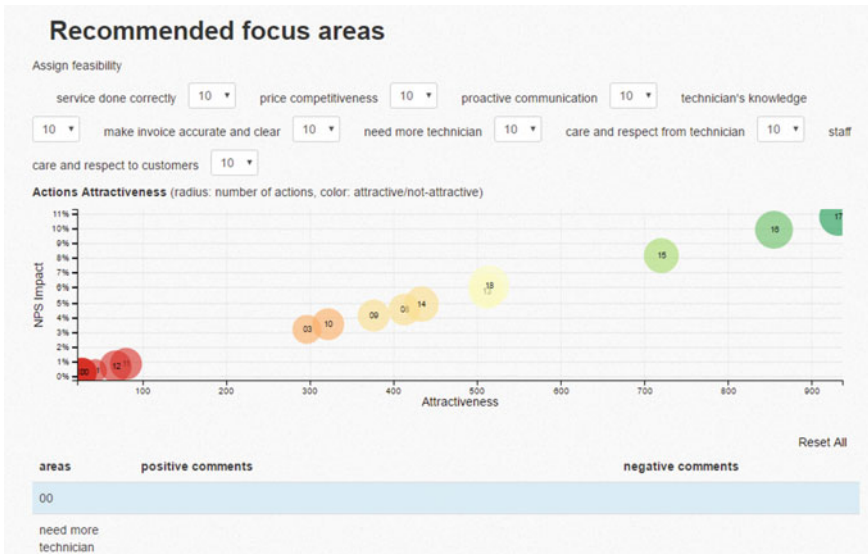 Recommended focus areas
Assign feasibility
service done correctly 10 price competitiveness 10 proactive communication 10 technician's knowledge
10 make invoice accurate and clear 10 need more technician 10 care and respect from technician 10 staff
care and respect to customers 10
Actions Attractiveness (radius: number of actions, color: attractive/not-attractive)
11%
10%
9%
8%
7%
6%
5%
4%
3%
2%
1%
0%
NPS Impact
17
16
15
18
14
09
10
03
12
00
100 200 300 400 500 600 700 800 900
Attractiveness
Reset All
areas positive comments negative comments
00
need more
technician